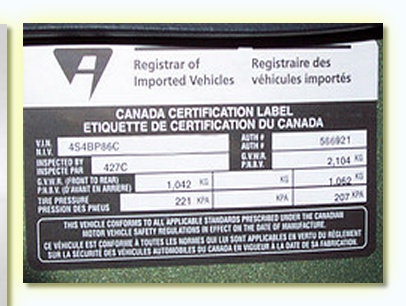 Registrar of Registraire des
Imported Vehicles véhicules importés
CANADA CERTIFICATION LABEL
ETIQUETTE DE CERTIFICATION DU CANADA
V.I.N. 4S4BP86C AUTH # 566921
N.I.V. AUTH #
INSPECTED BY 427C G.V.W.R. 2,104 KG
INSPECTE PAR P.N.B.V.
G.V.W.R. (FRONT TO REAR) 1,042 KG KG 1,052 KG
P.N.B.V. (D'AVANT EN ARRIÈRE)
TIRE PRESSURE 221 KPA KPA 207 KPA
PRESSION DES PNEUS
THIS VEHICLE CONFORMS TO ALL APPLICABLE STANDARDS PRESCRIBED UNDER THE CANADIAN
MOTOR VEHICLE SAFETY REGULATIONS IN EFFECT ON THE DATE OF MANUFACTURE.
CE VÉHICULE EST CONFORME À TOUTES LES NORMES QUI LUI SONT APPLICABLES EN VERTU DU RÈGLEMENT
SUR LA SÉCURITÉ DES VÉHICULES AUTOMOBILES DU CANADA EN VIGUEUR À LA DATE DE SA FABRICATION.